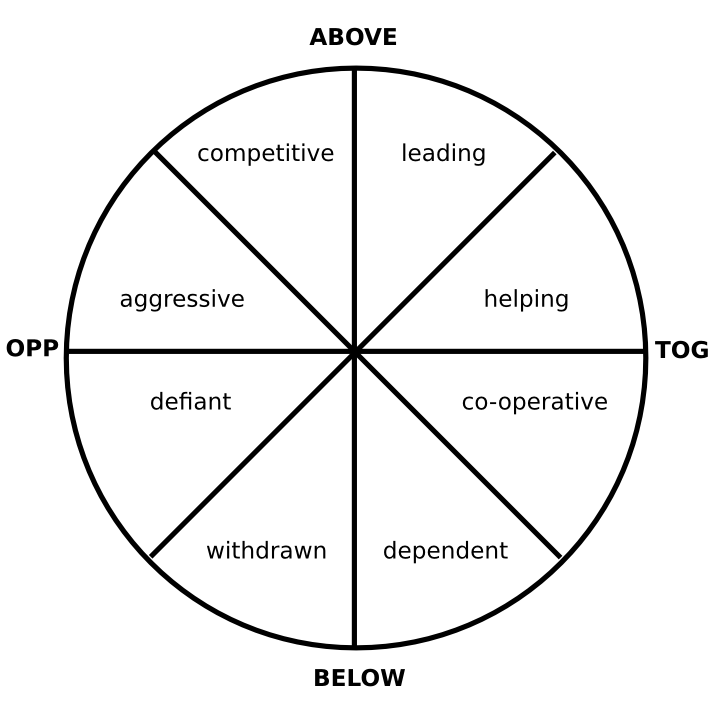 ABOVE
competitive
leading
aggressive
helping
OPP
TOG
defiant
co-operative
withdrawn
dependent
BELOW